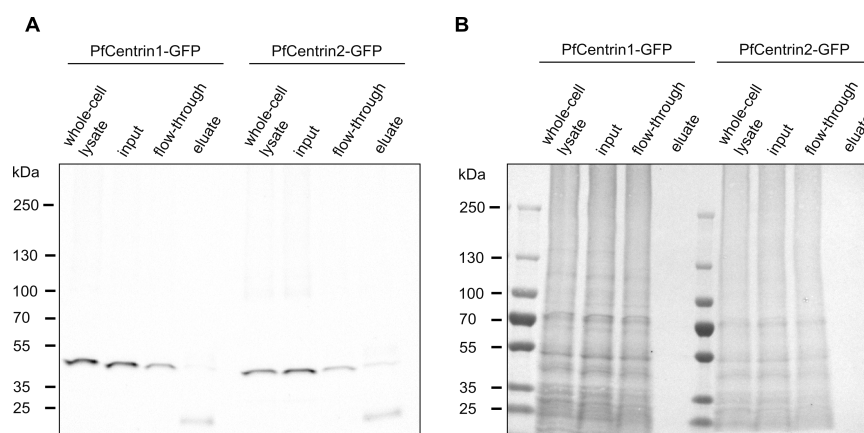 A
PfCentrin1-GFP PfCentrin2-GFP
whole-cell lysate input flow-through eluate whole-cell lysate input flow-through eluate
kDa
250
130
100
70
55
35
25
B
PfCentrin1-GFP PfCentrin2-GFP
whole-cell lysate input flow-through eluate whole-cell lysate input flow-through eluate
kDa
250
130
100
70
55
35
25